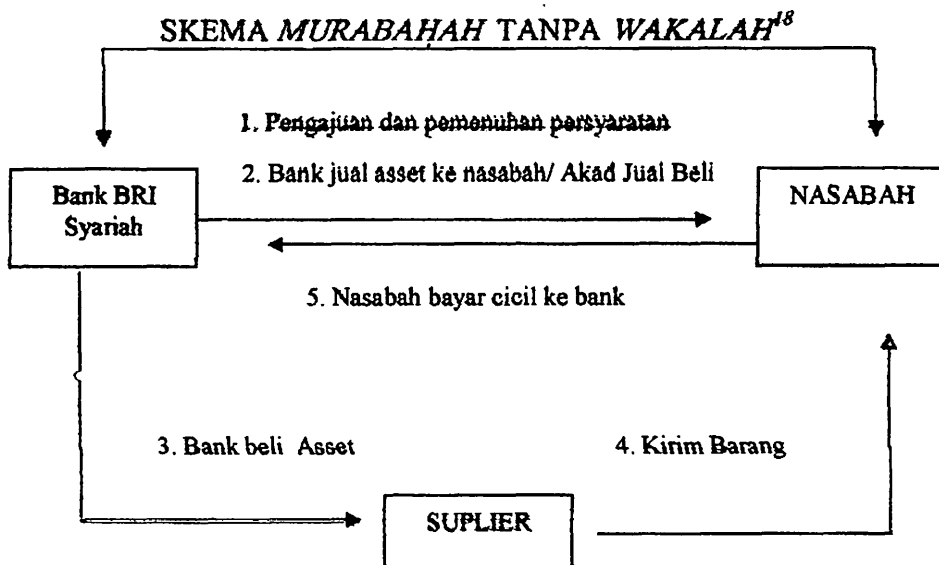 SKEMA MURABAHAH TANPA WAKALAH18
1. Pengajuan dan pemenuhan persyaratan
2. Bank jual asset ke nasabah/ Akad Jual Beli
Bank BRI
Syariah
NASABAH
5. Nasabah bayar cicil ke bank
3. Bank beli Asset
4. Kirim Barang
SUPLIER